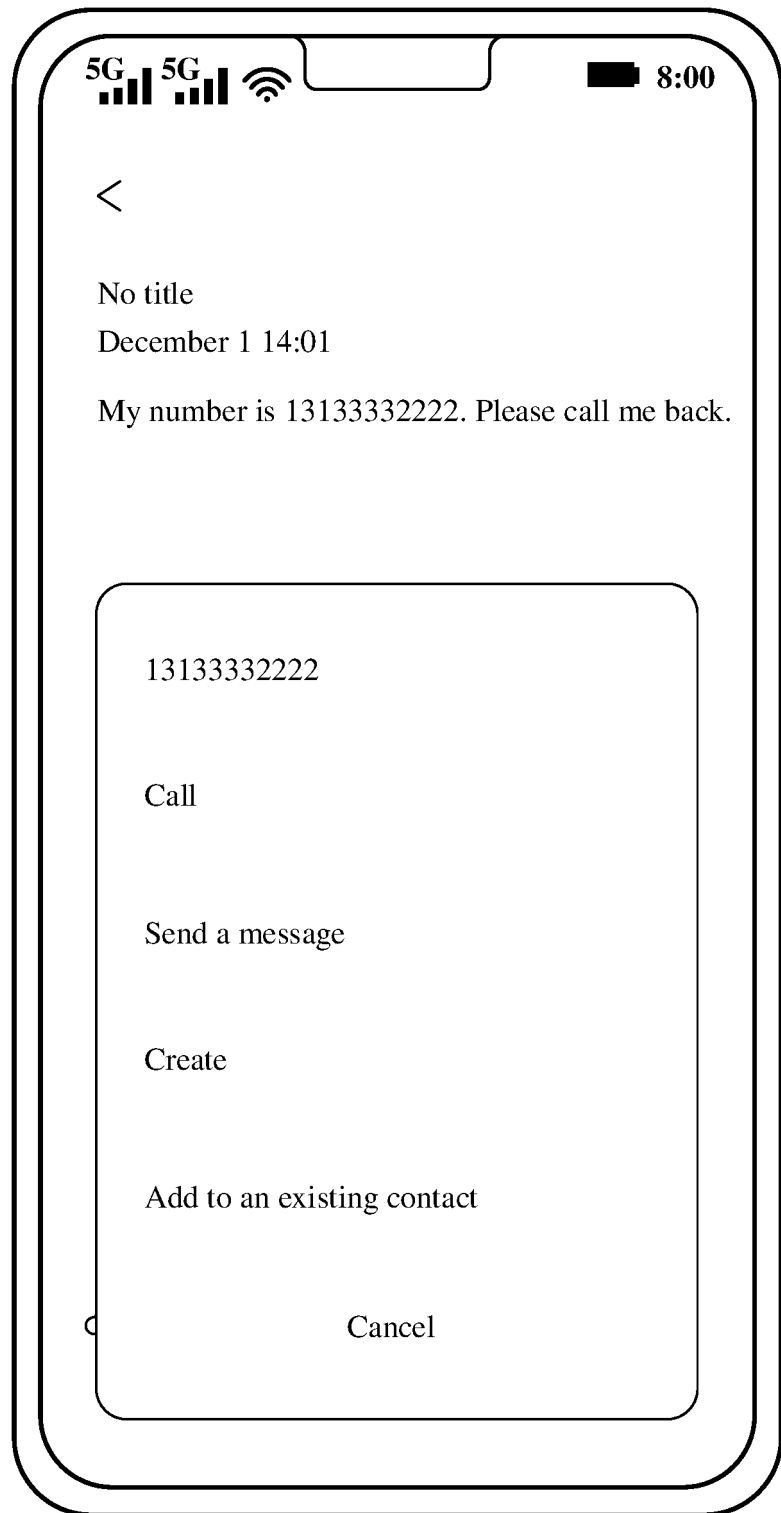 5G 5G 8:00
<
No title
December 1 14:01
My number is 13133332222. Please call me back.
13133332222
Call
Send a message
Create
Add to an existing contact
Cancel